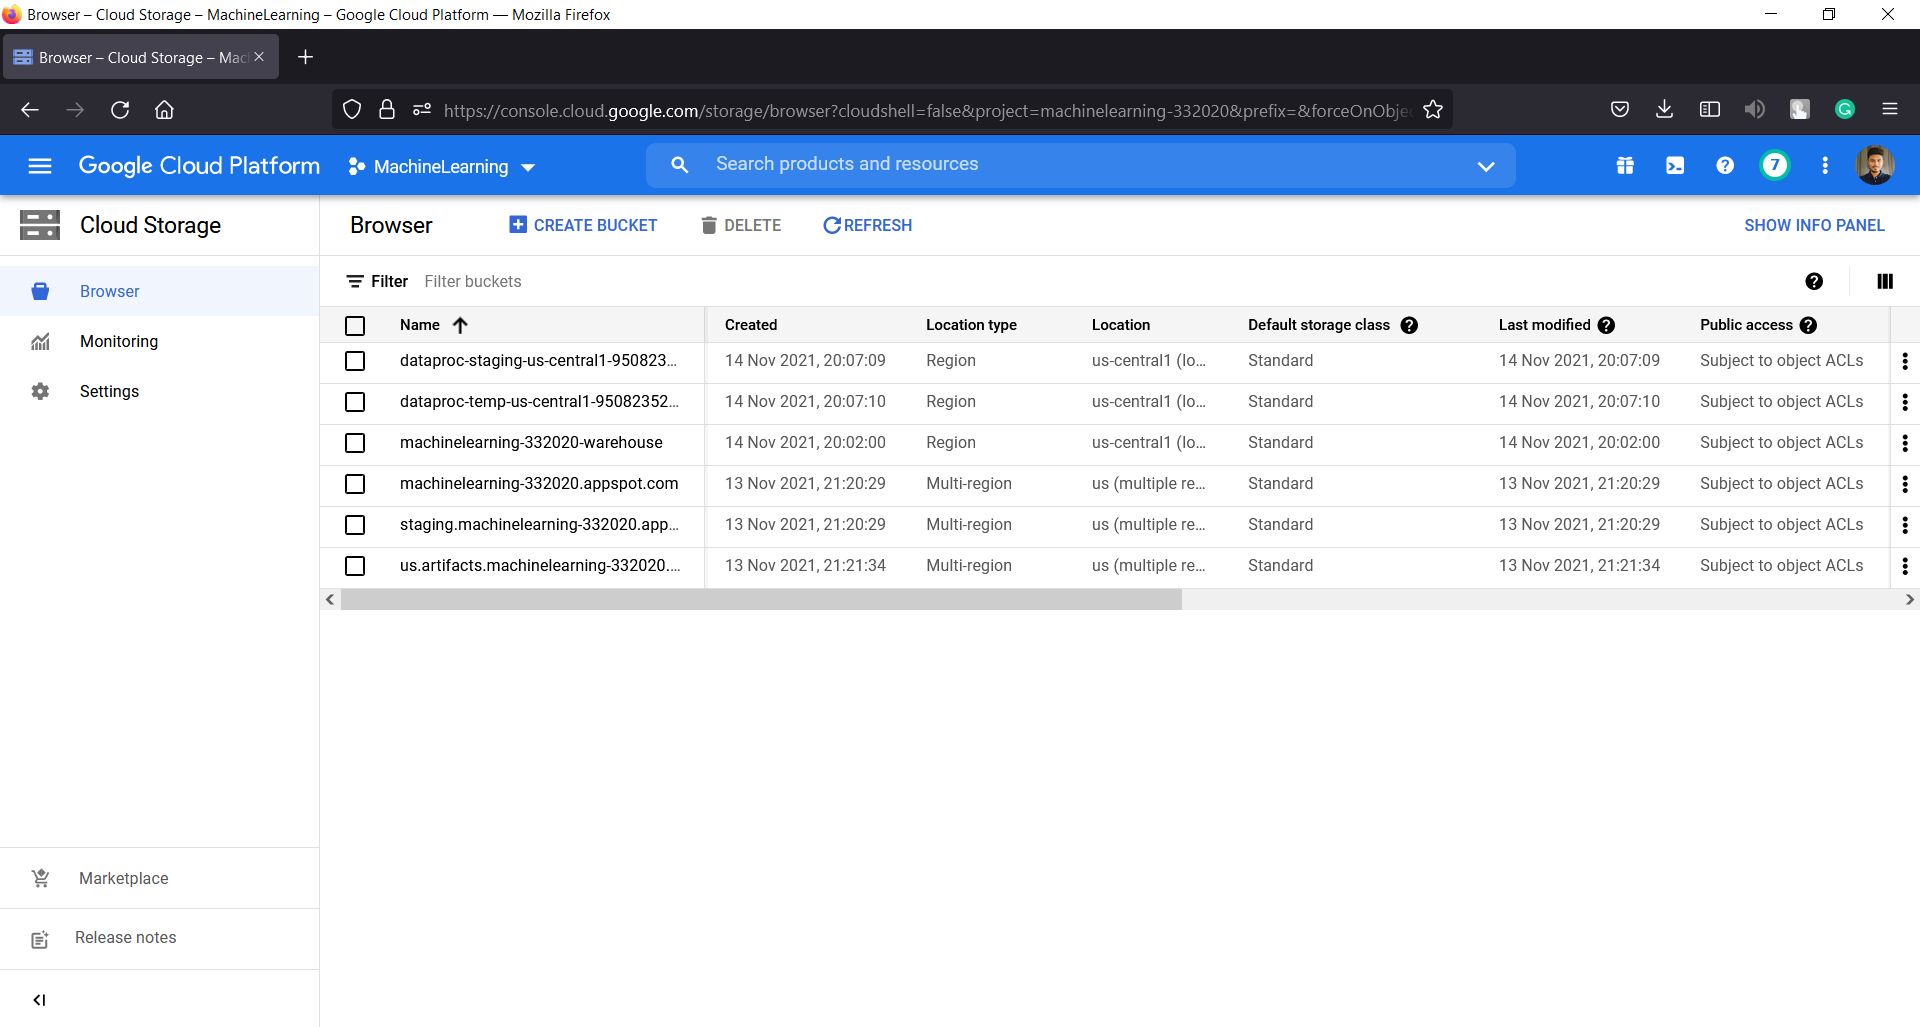 Browser – Cloud Storage – MachineLearning – Google Cloud Platform — Mozilla Firefox
Browser – Cloud Storage – Mac
https://console.cloud.google.com/storage/browser?cloudshell=false&project=machinelearning-332020&prefix=&forceOnObjec
Google Cloud Platform MachineLearning Search products and resources 7
Cloud Storage Browser CREATE BUCKET DELETE REFRESH SHOW INFO PANEL
Browser
Monitoring
Settings
Marketplace
Release notes
Filter Filter buckets
Name Created Location type Location Default storage class Last modified Public access
dataproc-staging-us-central1-950823... 14 Nov 2021, 20:07:09 Region us-central1 (lo... Standard 14 Nov 2021, 20:07:09 Subject to object ACLs
dataproc-temp-us-central1-95082352... 14 Nov 2021, 20:07:10 Region us-central1 (lo... Standard 14 Nov 2021, 20:07:10 Subject to object ACLs
machinelearning-332020-warehouse 14 Nov 2021, 20:02:00 Region us-central1 (lo... Standard 14 Nov 2021, 20:02:00 Subject to object ACLs
machinelearning-332020.appspot.com 13 Nov 2021, 21:20:29 Multi-region us (multiple re... Standard 13 Nov 2021, 21:20:29 Subject to object ACLs
staging.machinelearning-332020.app... 13 Nov 2021, 21:20:29 Multi-region us (multiple re... Standard 13 Nov 2021, 21:20:29 Subject to object ACLs
us.artifacts.machinelearning-332020.... 13 Nov 2021, 21:21:34 Multi-region us (multiple re... Standard 13 Nov 2021, 21:21:34 Subject to object ACLs